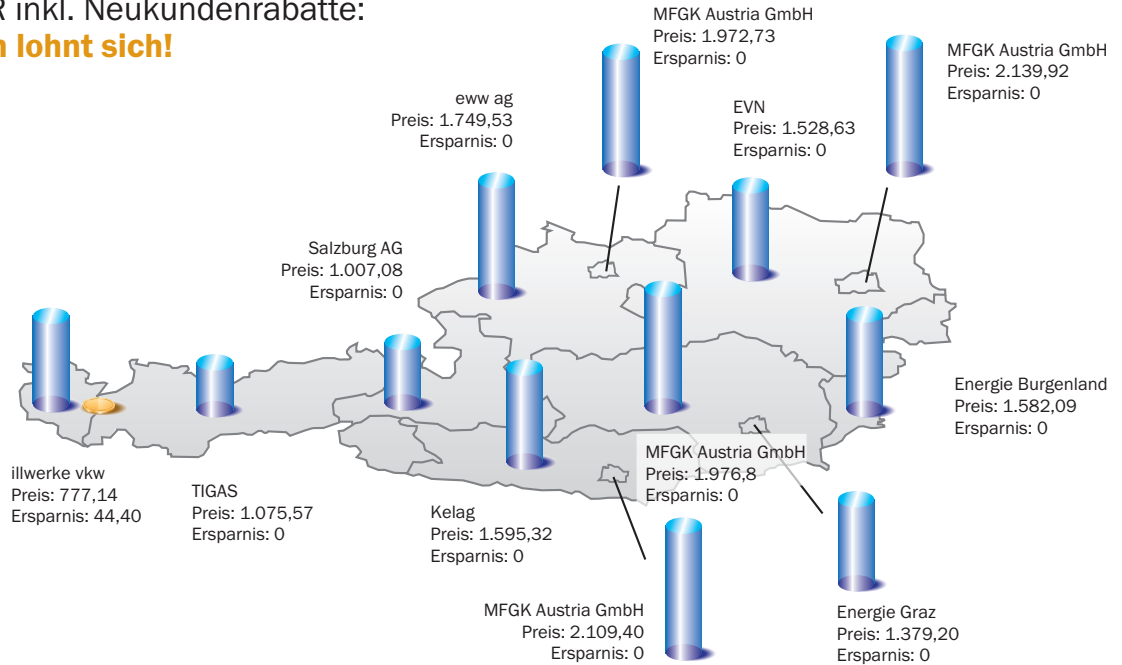 R inkl. Neukundenrabatte:
n lohnt sich!
MFGK Austria GmbH
Preis: 1.972,73
Ersparnis: 0
MFGK Austria GmbH
Preis: 2.139,92
Ersparnis: 0
eww ag
Preis: 1.749,53
Ersparnis: 0
EVN
Preis: 1.528,63
Ersparnis: 0
Salzburg AG
Preis: 1.007,08
Ersparnis: 0
Energie Burgenland
Preis: 1.582,09
Ersparnis: 0
illwerke vkw
Preis: 777,14
Ersparnis: 44,40
TIGAS
Preis: 1.075,57
Ersparnis: 0
Kelag
Preis: 1.595,32
Ersparnis: 0
MFGK Austria GmbH
Preis: 1.976,8
Ersparnis: 0
MFGK Austria GmbH
Preis: 2.109,40
Ersparnis: 0
Energie Graz
Preis: 1.379,20
Ersparnis: 0